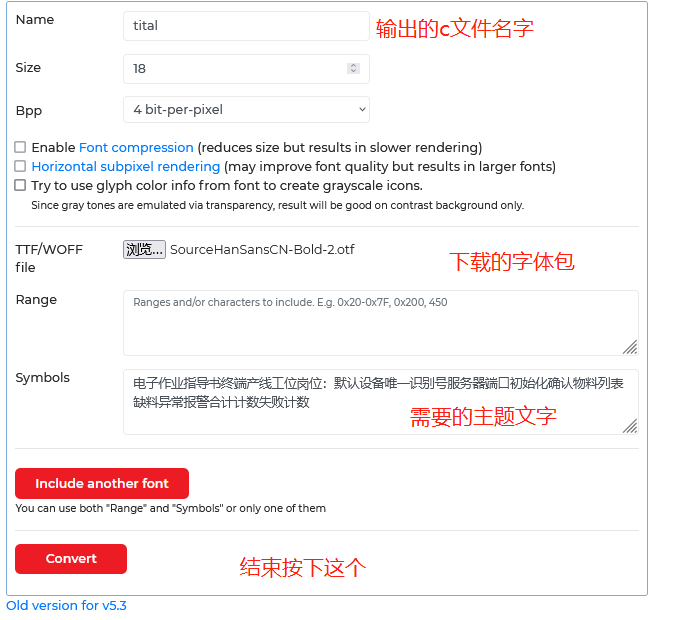 Name
tital
输出的c文件名字
Size
18
Bpp
4 bit-per-pixel
Enable Font compression (reduces size but results in slower rendering)
Horizontal subpixel rendering (may improve font quality but results in larger fonts)
Try to use glyph color info from font to create grayscale icons.
Since gray tones are emulated via transparency, result will be good on contrast background only.
TTF/WOFF
file
浏览... SourceHanSansCN-Bold-2.otf
下载的字体包
Range
Ranges and/or characters to include. E.g. 0x20-0x7F, 0x200, 450
Symbols
电子作业指导书终端产线工位岗位：默认设备唯一识别号服务器端口初始化确认物料列表
缺料异常报警合计计数失败计数
需要的主题文字
Include another font
You can use both "Range" and "Symbols" or only one of them
Convert
结束按下这个
Old version for v5.3